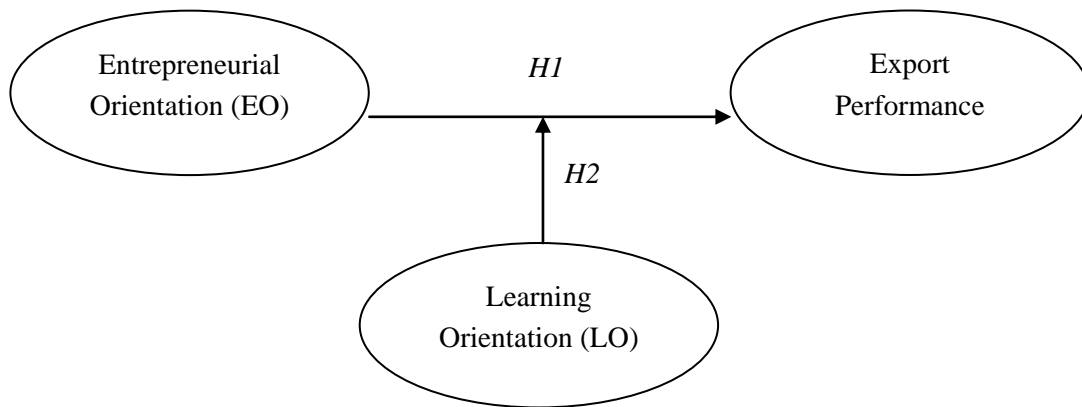 Entrepreneurial
Orientation (EO)
H1
Export
Performance
H2
Learning
Orientation (LO)